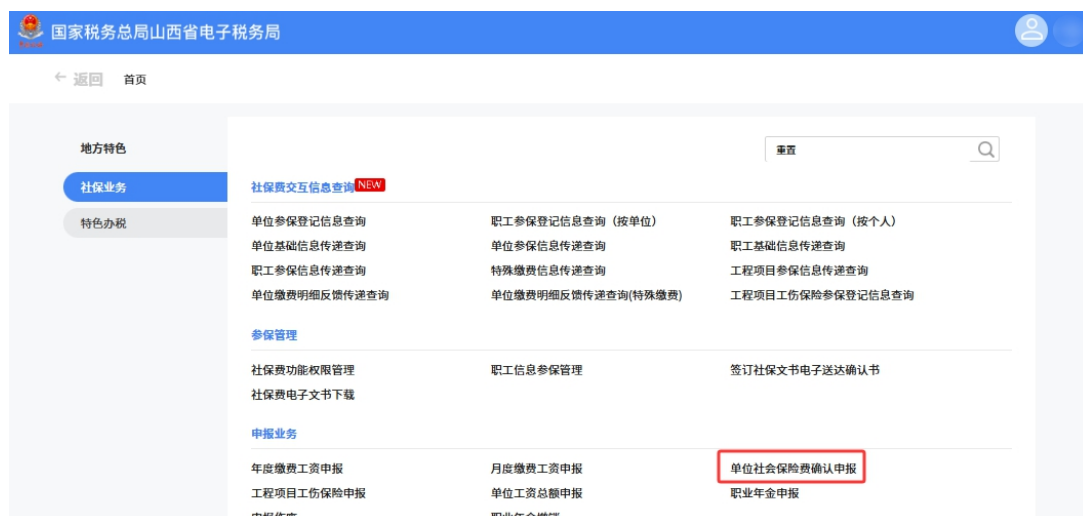 国家税务总局山西省电子税务局
← 返回 首页
地方特色
重置
社保业务
社保费交互信息查询 NEW
特色办税
单位参保登记信息查询 职工参保登记信息查询（按单位） 职工参保登记信息查询（按个人）
单位基础信息传递查询 单位参保信息传递查询 职工基础信息传递查询
职工参保信息传递查询 特殊缴费信息传递查询 工程项目参保信息传递查询
单位缴费明细反馈传递查询 单位缴费明细反馈传递查询(特殊缴费) 工程项目工伤保险参保登记信息查询
参保管理
社保费功能权限管理 职工信息参保管理 签订社保文书电子送达确认书
社保费电子文书下载
申报业务
年度缴费工资申报 月度缴费工资申报 单位社会保险费确认申报
工程项目工伤保险申报 单位工资总额申报 职业年金申报